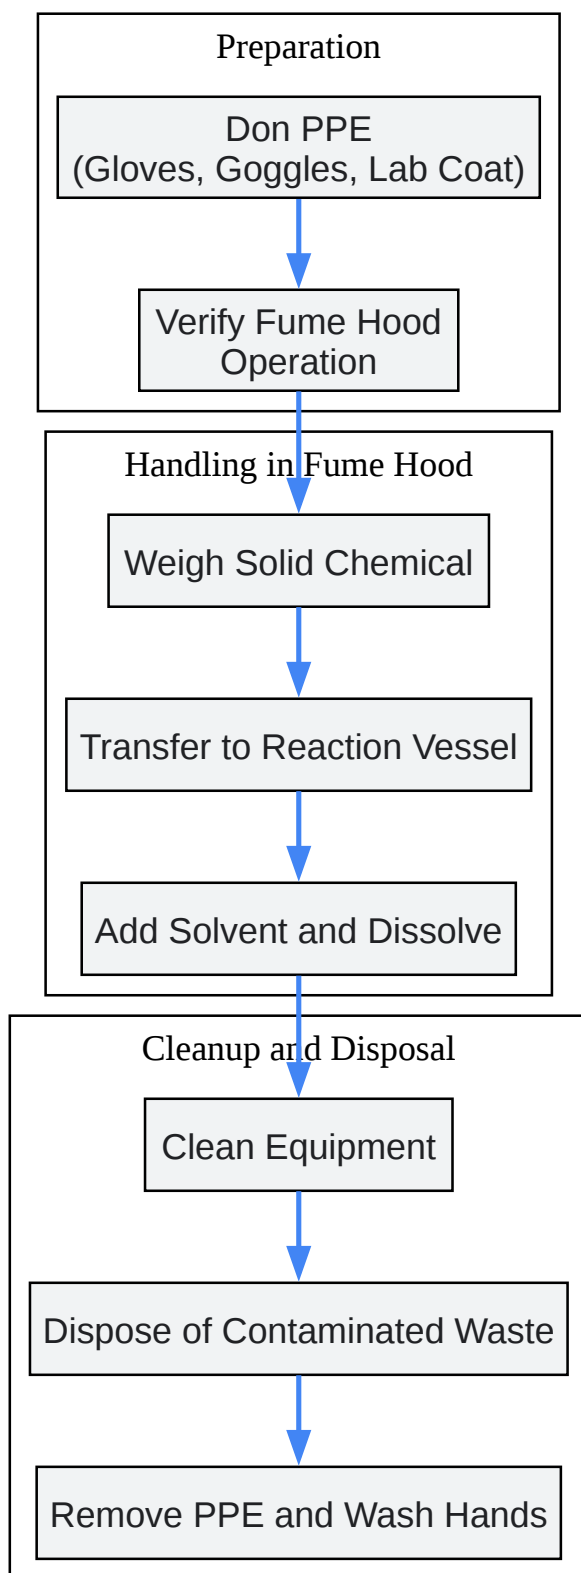 Preparation
Don PPE
(Gloves, Goggles, Lab Coat)
Verify Fume Hood
Operation
Handling in Fume Hood
Weigh Solid Chemical
Transfer to Reaction Vessel
Add Solvent and Dissolve
Cleanup and Disposal
Clean Equipment
Dispose of Contaminated Waste
Remove PPE and Wash Hands